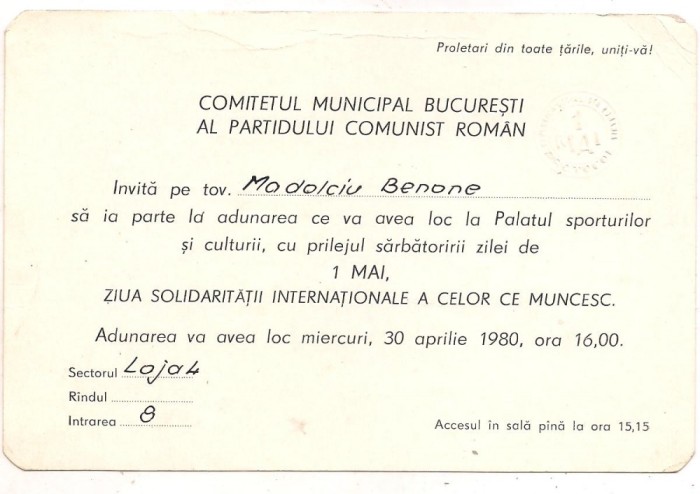 Proletari din toate țările, uniți-vă!
COMITETUL MUNICIPAL BUCUREȘTI
AL PARTIDULUI COMUNIST ROMÂN
Invită pe tov. Madolciu Benone
să ia parte la adunarea ce va avea loc la Palatul sporturilor
și culturii, cu prilejul sărbătoririi zilei de
1 MAI,
ZIUA SOLIDARITĂȚII INTERNAȚIONALE A CELOR CE MUNCESC.
Adunarea va avea loc miercuri, 30 aprilie 1980, ora 16,00.
Sectorul Loja 4
Rîndul
Intrarea 8
Accesul în sală pînă la ora 15,15